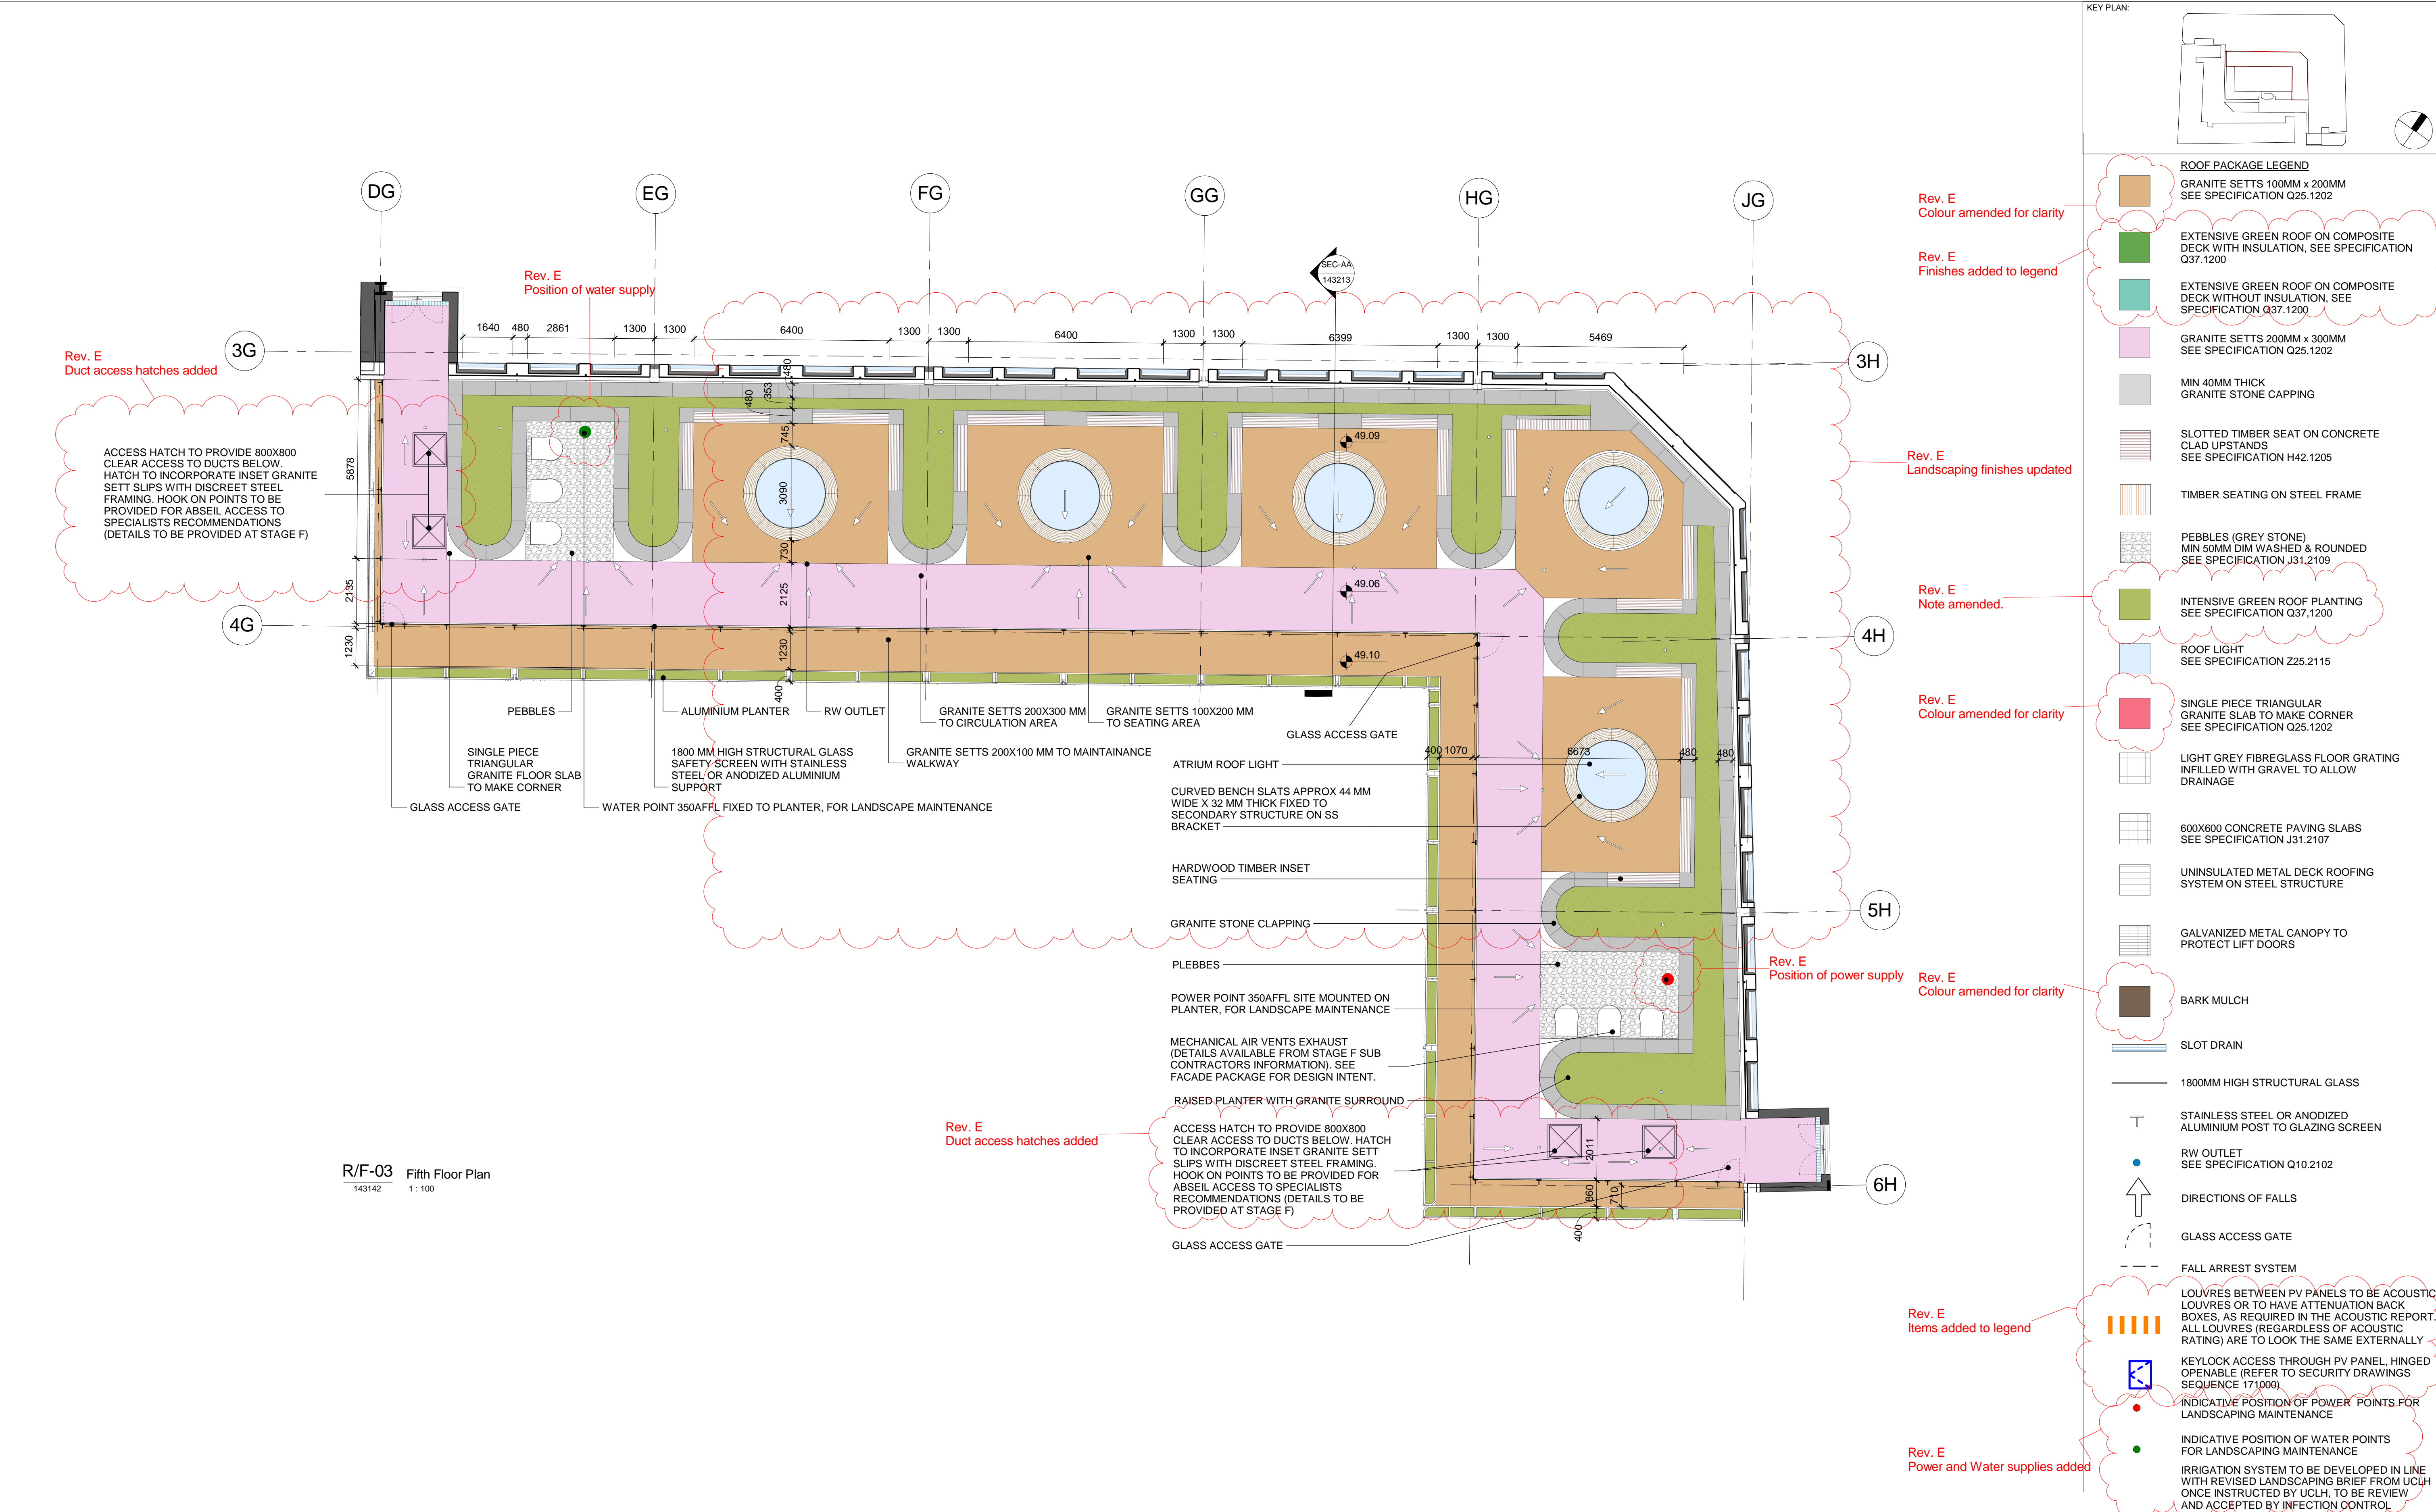 KEY PLAN:
DG
EG
FG
GG
HG
JG
3G
4G
3H
4H
5H
6H
SEC-AA
143213
Rev. E
Position of water supply
Rev. E
Duct access hatches added
ACCESS HATCH TO PROVIDE 800X800
CLEAR ACCESS TO DUCTS BELOW.
HATCH TO INCORPORATE INSET GRANITE
SETT SLIPS WITH DISCREET STEEL
FRAMING. HOOK ON POINTS TO BE
PROVIDED FOR ABSEIL ACCESS TO
SPECIALISTS RECOMMENDATIONS
(DETAILS TO BE PROVIDED AT STAGE F)
1640
480
2861
1300
1300
6400
1300
1300
6400
1300
1300
6399
1300
1300
5469
5878
2135
1230
480
353
480
745
3090
730
2125
1230
400
49.09
49.06
49.10
PEBBLES
ALUMINIUM PLANTER
RW OUTLET
GRANITE SETTS 200X300 MM
TO CIRCULATION AREA
GRANITE SETTS 100X200 MM
TO SEATING AREA
GLASS ACCESS GATE
SINGLE PIECE
TRIANGULAR
GRANITE FLOOR SLAB
TO MAKE CORNER
1800 MM HIGH STRUCTURAL GLASS
SAFETY SCREEN WITH STAINLESS
STEEL OR ANODIZED ALUMINIUM
SUPPORT
GRANITE SETTS 200X100 MM TO MAINTAINANCE
WALKWAY
GLASS ACCESS GATE
WATER POINT 350AFFL FIXED TO PLANTER, FOR LANDSCAPE MAINTENANCE
400
1070
6673
480
480
ATRIUM ROOF LIGHT
CURVED BENCH SLATS APPROX 44 MM
WIDE X 32 MM THICK FIXED TO
SECONDARY STRUCTURE ON SS
BRACKET
HARDWOOD TIMBER INSET
SEATING
GRANITE STONE CLAPPING
PLEBBES
POWER POINT 350AFFL SITE MOUNTED ON
PLANTER, FOR LANDSCAPE MAINTENANCE
MECHANICAL AIR VENTS EXHAUST
(DETAILS AVAILABLE FROM STAGE F SUB
CONTRACTORS INFORMATION). SEE
FACADE PACKAGE FOR DESIGN INTENT.
RAISED PLANTER WITH GRANITE SURROUND
Rev. E
Duct access hatches added
ACCESS HATCH TO PROVIDE 800X800
CLEAR ACCESS TO DUCTS BELOW. HATCH
TO INCORPORATE INSET GRANITE SETT
SLIPS WITH DISCREET STEEL FRAMING.
HOOK ON POINTS TO BE PROVIDED FOR
ABSEIL ACCESS TO SPECIALISTS
RECOMMENDATIONS (DETAILS TO BE
PROVIDED AT STAGE F)
GLASS ACCESS GATE
2011
860
710
400
Rev. E
Position of power supply
R/F-03
Fifth Floor Plan
143142
1 : 100
Rev. E
Colour amended for clarity
Rev. E
Finishes added to legend
Rev. E
Landscaping finishes updated
Rev. E
Note amended.
Rev. E
Colour amended for clarity
Rev. E
Colour amended for clarity
Rev. E
Items added to legend
Rev. E
Power and Water supplies added
ROOF PACKAGE LEGEND
GRANITE SETTS 100MM x 200MM
SEE SPECIFICATION Q25.1202
EXTENSIVE GREEN ROOF ON COMPOSITE
DECK WITH INSULATION, SEE SPECIFICATION
Q37.1200
EXTENSIVE GREEN ROOF ON COMPOSITE
DECK WITHOUT INSULATION, SEE
SPECIFICATION Q37.1200
GRANITE SETTS 200MM x 300MM
SEE SPECIFICATION Q25.1202
MIN 40MM THICK
GRANITE STONE CAPPING
SLOTTED TIMBER SEAT ON CONCRETE
CLAD UPSTANDS
SEE SPECIFICATION H42.1205
TIMBER SEATING ON STEEL FRAME
PEBBLES (GREY STONE)
MIN 50MM DIM WASHED & ROUNDED
SEE SPECIFICATION J31.2109
INTENSIVE GREEN ROOF PLANTING
SEE SPECIFICATION Q37,1200
ROOF LIGHT
SEE SPECIFICATION Z25.2115
SINGLE PIECE TRIANGULAR
GRANITE SLAB TO MAKE CORNER
SEE SPECIFICATION Q25.1202
LIGHT GREY FIBREGLASS FLOOR GRATING
INFILLED WITH GRAVEL TO ALLOW
DRAINAGE
600X600 CONCRETE PAVING SLABS
SEE SPECIFICATION J31.2107
UNINSULATED METAL DECK ROOFING
SYSTEM ON STEEL STRUCTURE
GALVANIZED METAL CANOPY TO
PROTECT LIFT DOORS
BARK MULCH
SLOT DRAIN
1800MM HIGH STRUCTURAL GLASS
STAINLESS STEEL OR ANODIZED
ALUMINIUM POST TO GLAZING SCREEN
RW OUTLET
SEE SPECIFICATION Q10.2102
DIRECTIONS OF FALLS
GLASS ACCESS GATE
FALL ARREST SYSTEM
LOUVRES BETWEEN PV PANELS TO BE ACOUSTIC
LOUVRES OR TO HAVE ATTENUATION BACK
BOXES, AS REQUIRED IN THE ACOUSTIC REPORT.
ALL LOUVRES (REGARDLESS OF ACOUSTIC
RATING) ARE TO LOOK THE SAME EXTERNALLY
KEYLOCK ACCESS THROUGH PV PANEL, HINGED
OPENABLE (REFER TO SECURITY DRAWINGS
SEQUENCE 171000)
INDICATIVE POSITION OF POWER POINTS FOR
LANDSCAPING MAINTENANCE
INDICATIVE POSITION OF WATER POINTS
FOR LANDSCAPING MAINTENANCE
IRRIGATION SYSTEM TO BE DEVELOPED IN LINE
WITH REVISED LANDSCAPING BRIEF FROM UCLH
ONCE INSTRUCTED BY UCLH, TO BE REVIEW
AND ACCEPTED BY INFECTION CONTROL